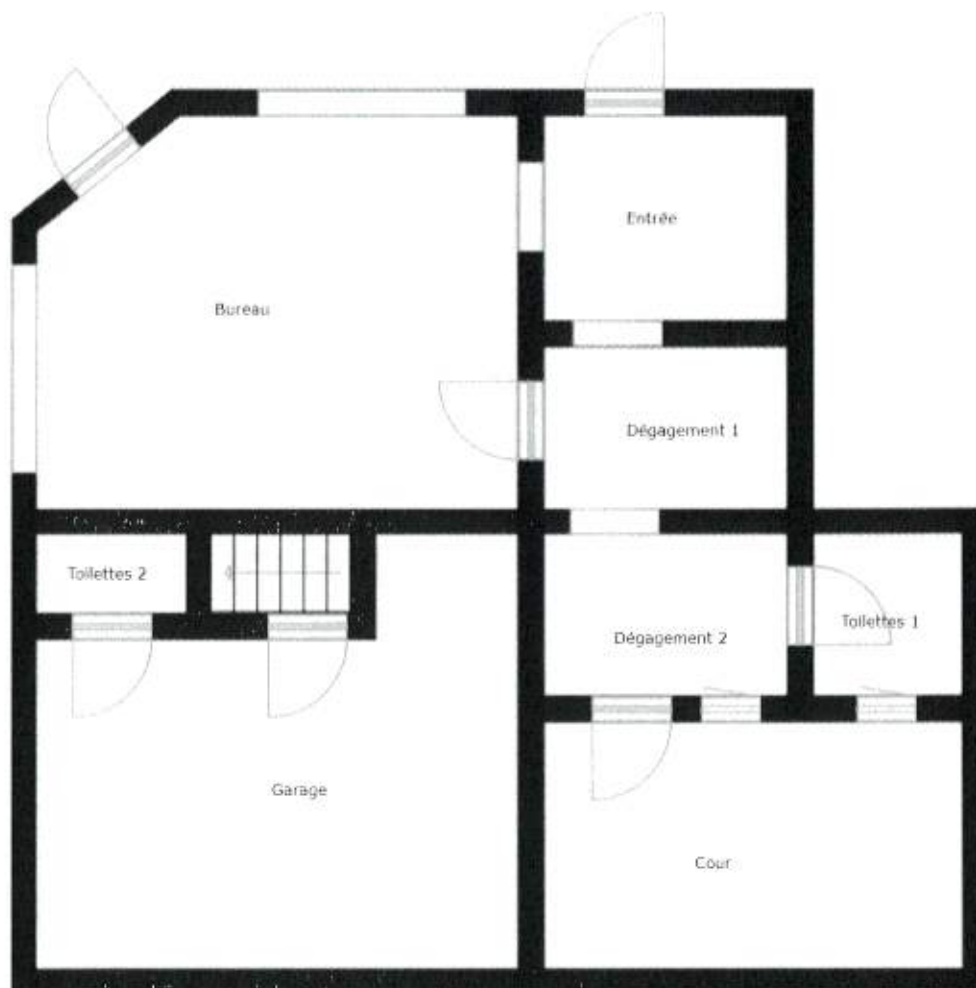 Entrée
Bureau
Dégagement 1
Toilettes 2
Toilettes 1
Dégagement 2
Garage
Cour